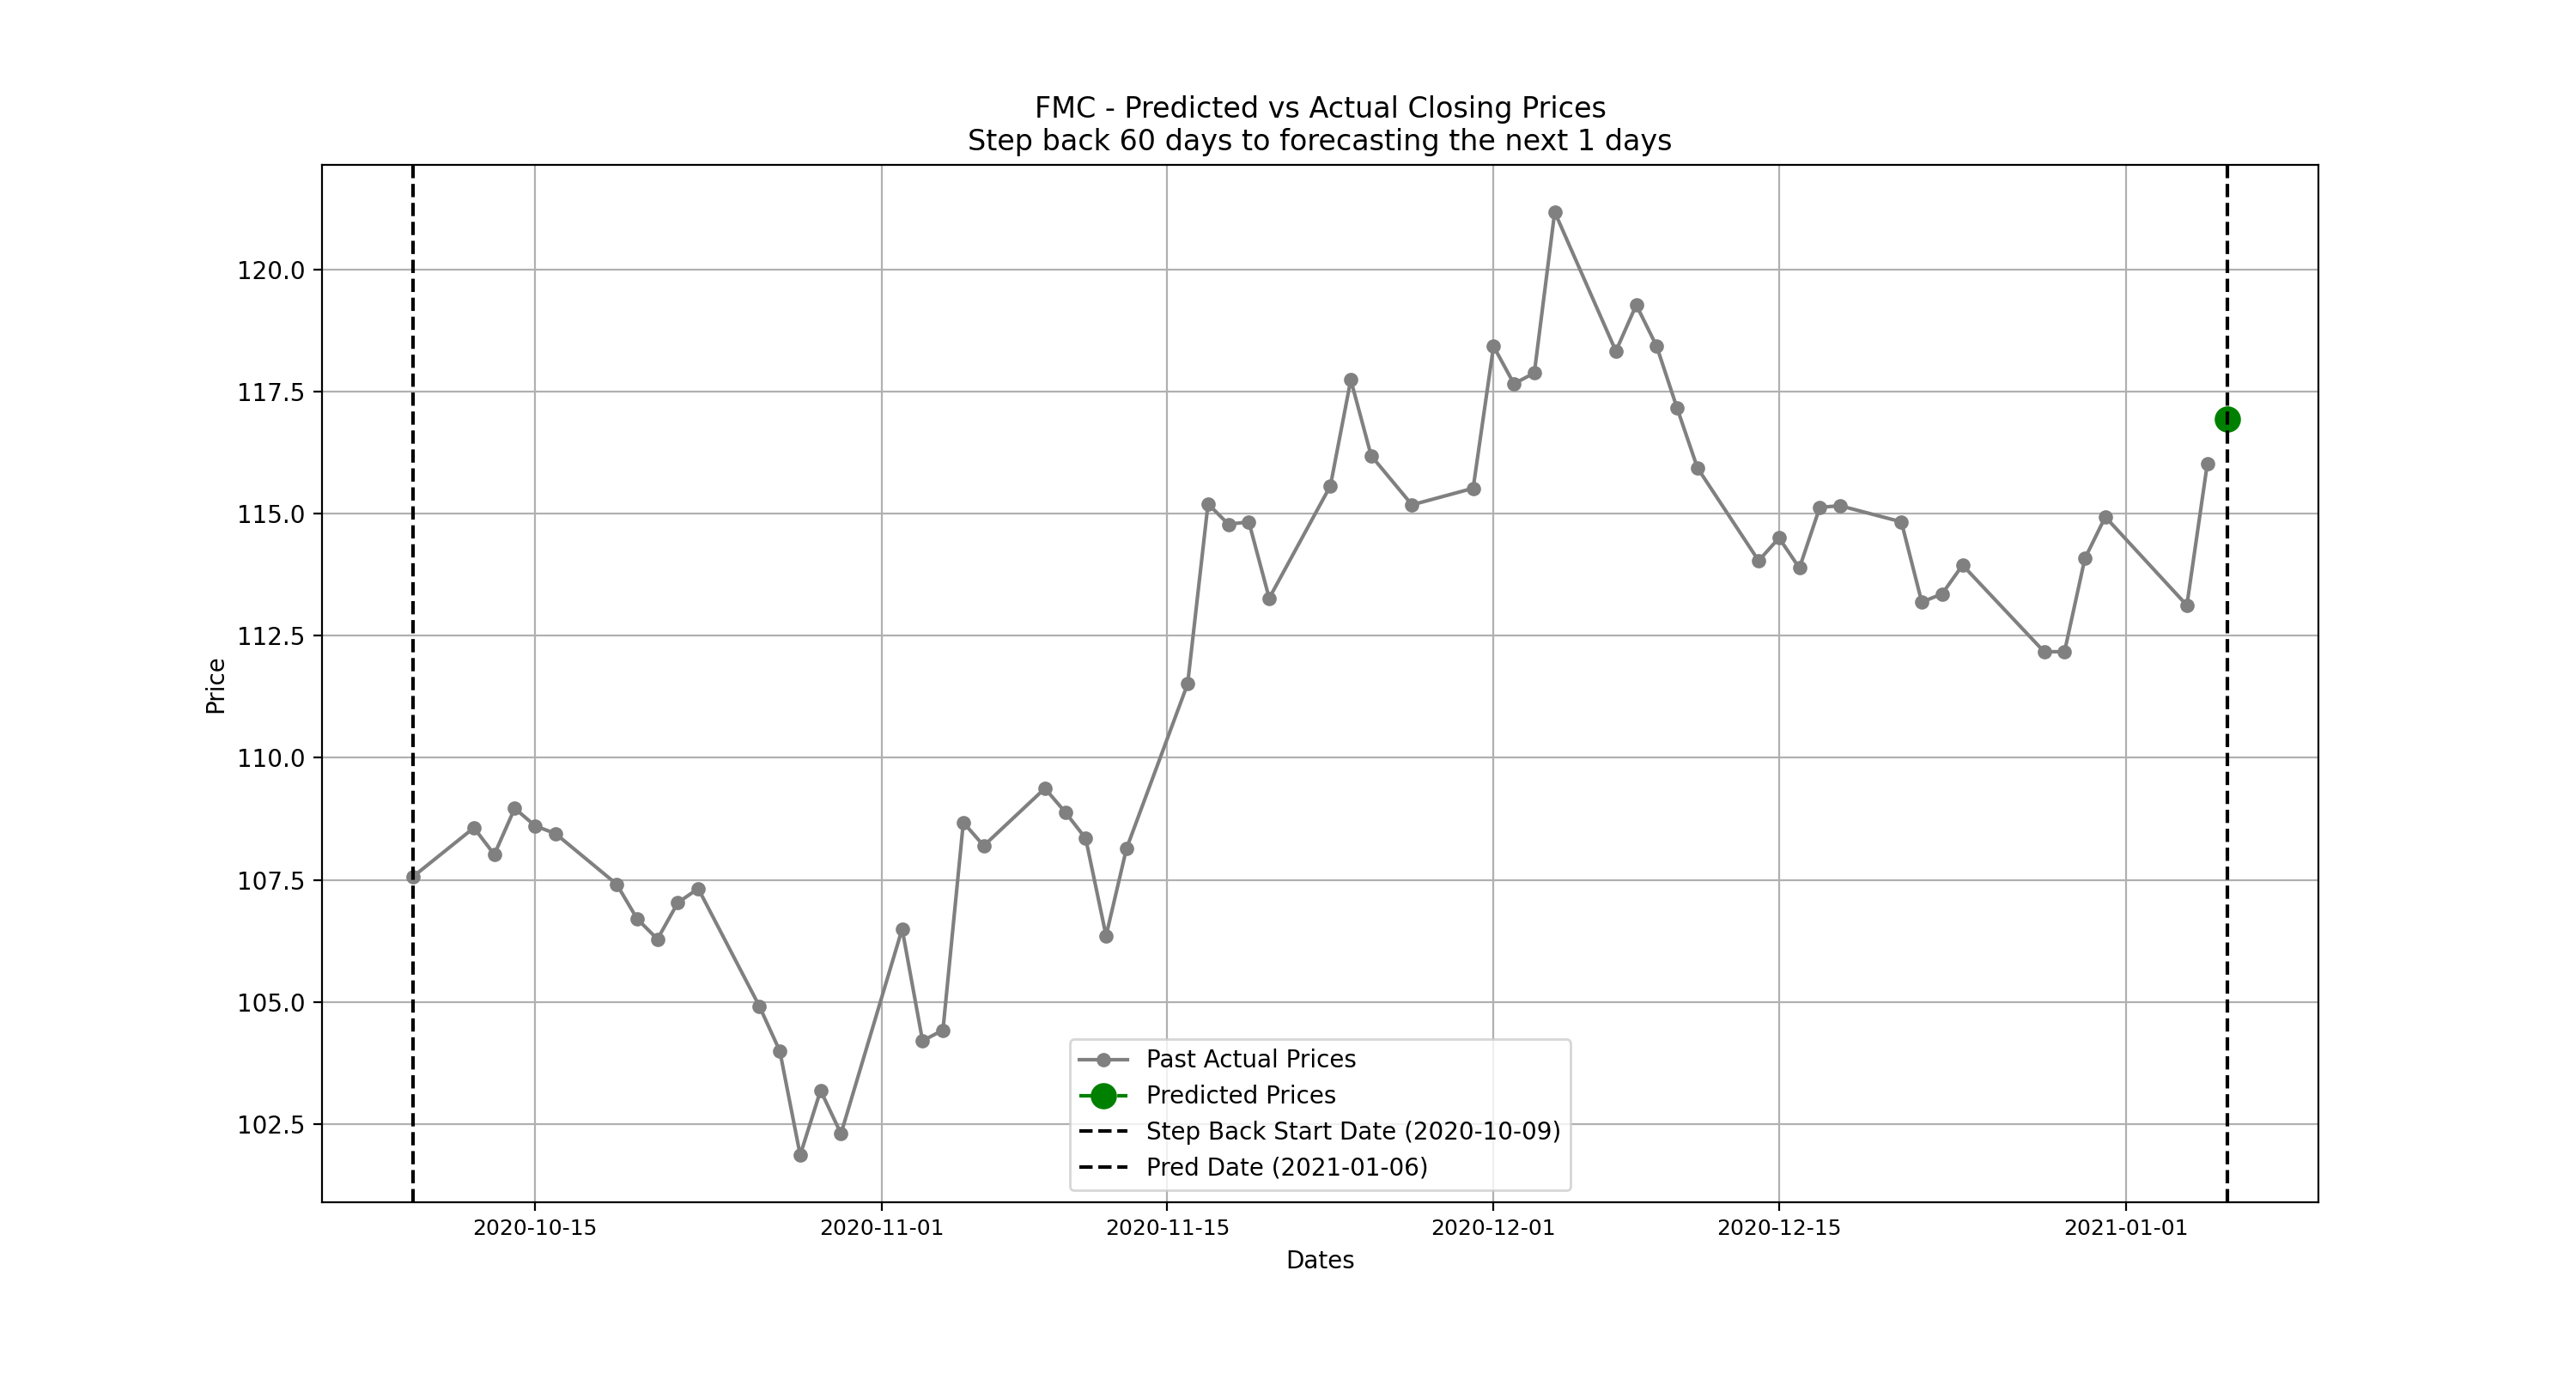 FMC - Predicted vs Actual Closing Prices
Step back 60 days to forecasting the next 1 days
120.0
117.5
115.0
112.5
110.0
107.5
105.0
102.5
Price
Past Actual Prices
Predicted Prices
Step Back Start Date (2020-10-09)
Pred Date (2021-01-06)
2020-10-15
2020-11-01
2020-11-15
2020-12-01
2020-12-15
2021-01-01
Dates